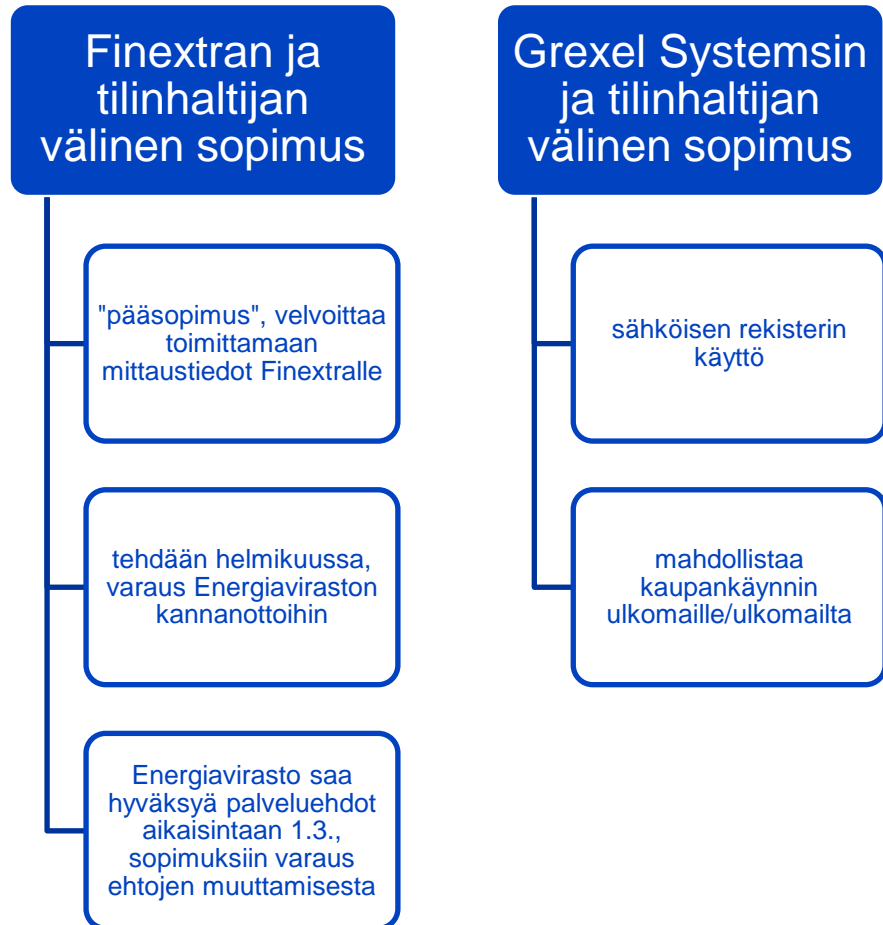 Finextran ja
tilinhaltijan
välinen sopimus
"pääsopimus", velvoittaa
toimittamaan
mittaustiedot Finextralle
tehdään helmikuussa,
varaus Energiaviraston
kannanottoihin
Energiavirasto saa
hyväksyä palveluehdot
aikaisintaan 1.3.,
sopimuksiin varaus
ehtojen muuttamisesta
Grexel Systemsin
ja tilinhaltijan
välinen sopimus
sähköisen rekisterin
käyttö
mahdollistaa
kaupankäynnin
ulkomaille/ulkomailta